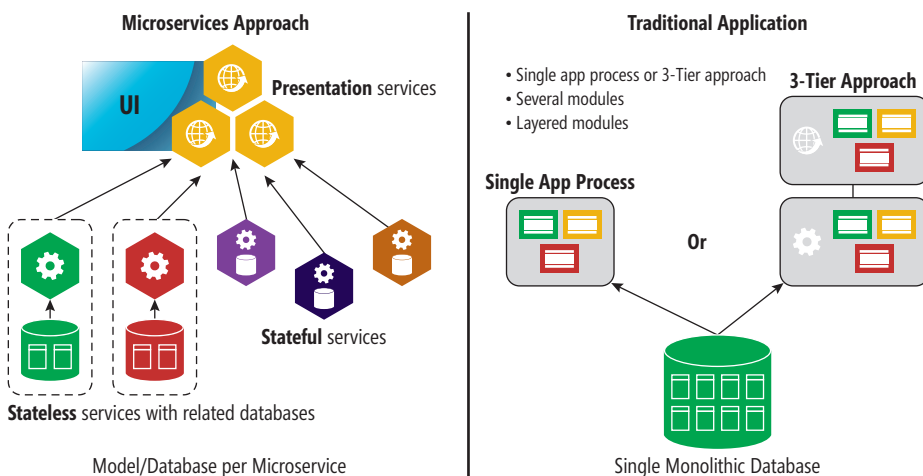 Microservices Approach
UI
Presentation services
Stateful services
Stateless services with related databases
Model/Database per Microservice
Traditional Application
• Single app process or 3-Tier approach
• Several modules
• Layered modules
3-Tier Approach
Single App Process
Or
Single Monolithic Database